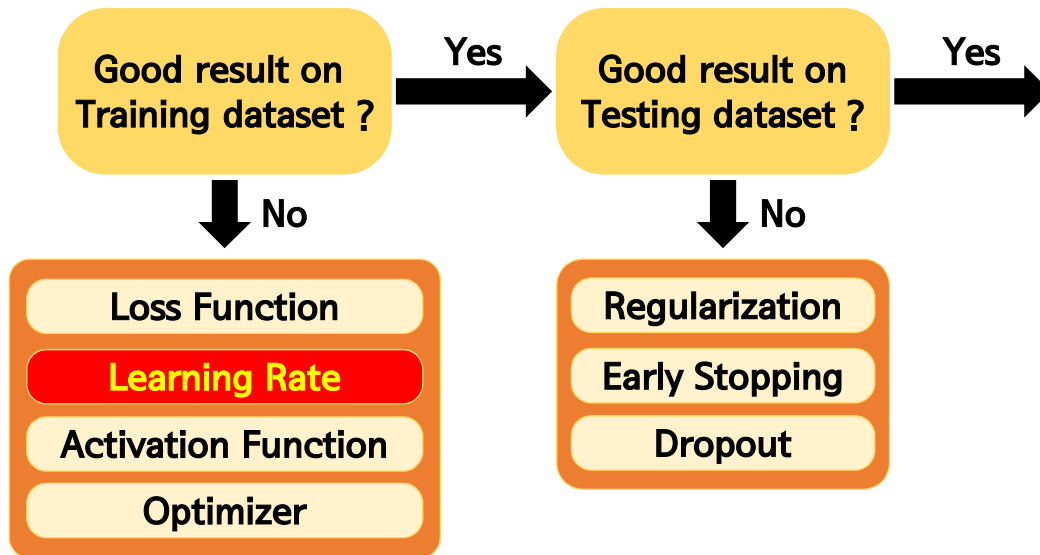 Good result on
Training dataset ?
Yes
Good result on
Testing dataset ?
Yes
No
No
Loss Function
Learning Rate
Activation Function
Optimizer
Regularization
Early Stopping
Dropout